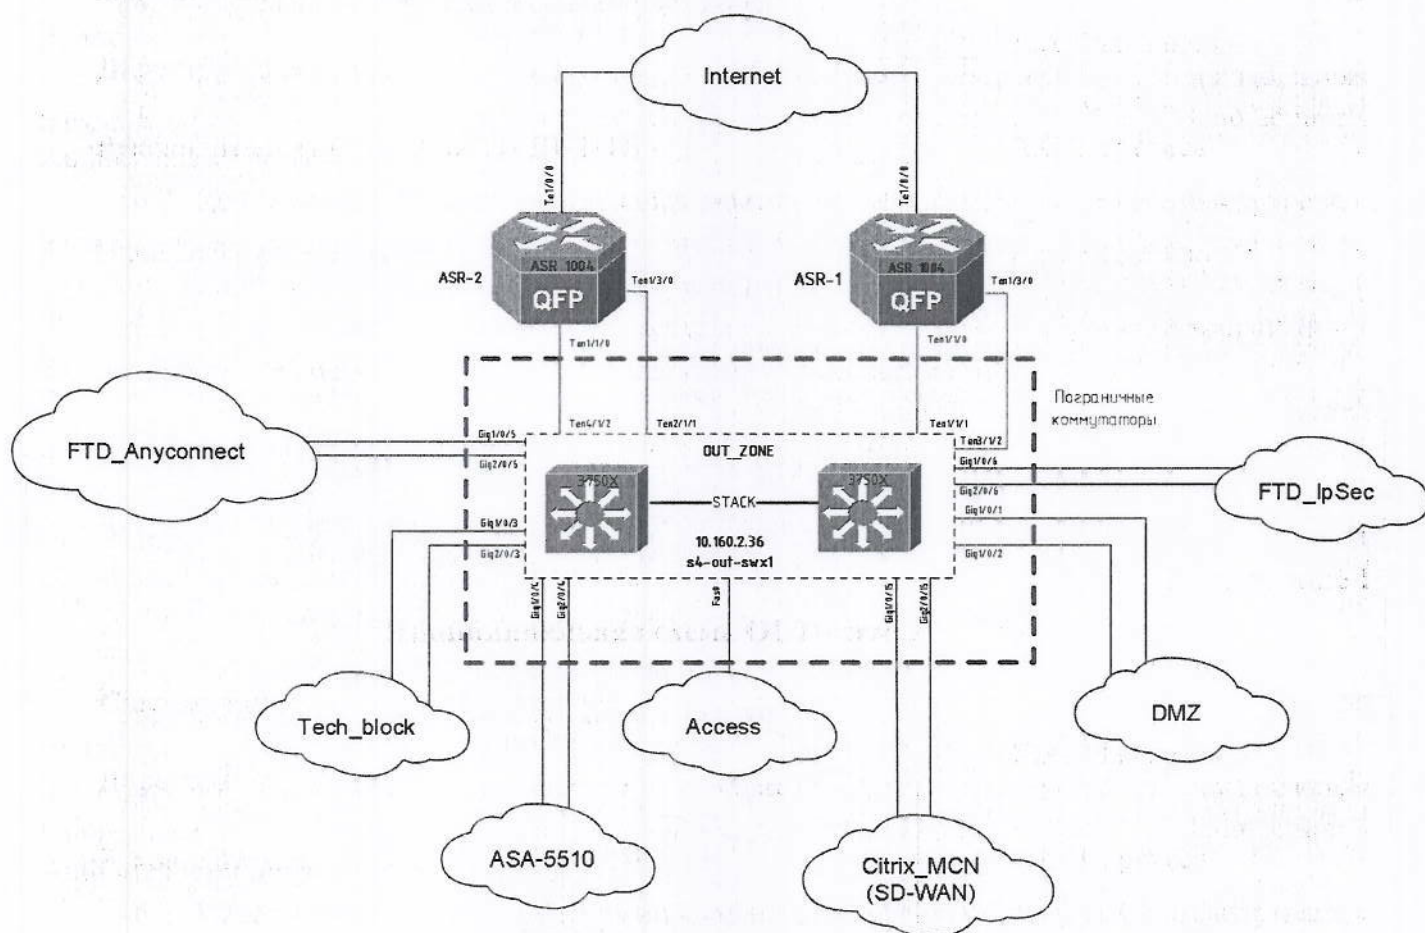 Internet
Te1/0/0
Te1/0/0
ASR-2
ASR 1004
QFP
Ten1/3/0
ASR-1
ASR 1004
QFP
Ten1/3/0
Ten1/1/0
Ten1/1/0
Пограничные
коммутаторы
FTD_Anyconnect
Gig1/0/5
Gig2/0/5
Ten4/1/2
Ten2/1/1
Ten1/1/1
Ten3/1/2
OUT_ZONE
3750X
STACK
3750X
10.160.2.36
s4-out-swx1
Gig1/0/6
Gig2/0/6
FTD_IpSec
Gig1/0/1
Gig1/0/2
Gig1/0/3
Gig2/0/3
Gig1/0/4
Gig2/0/4
Fas0
Gig1/0/15
Gig2/0/15
Tech_block
Access
DMZ
ASA-5510
Citrix_MCN
(SD-WAN)